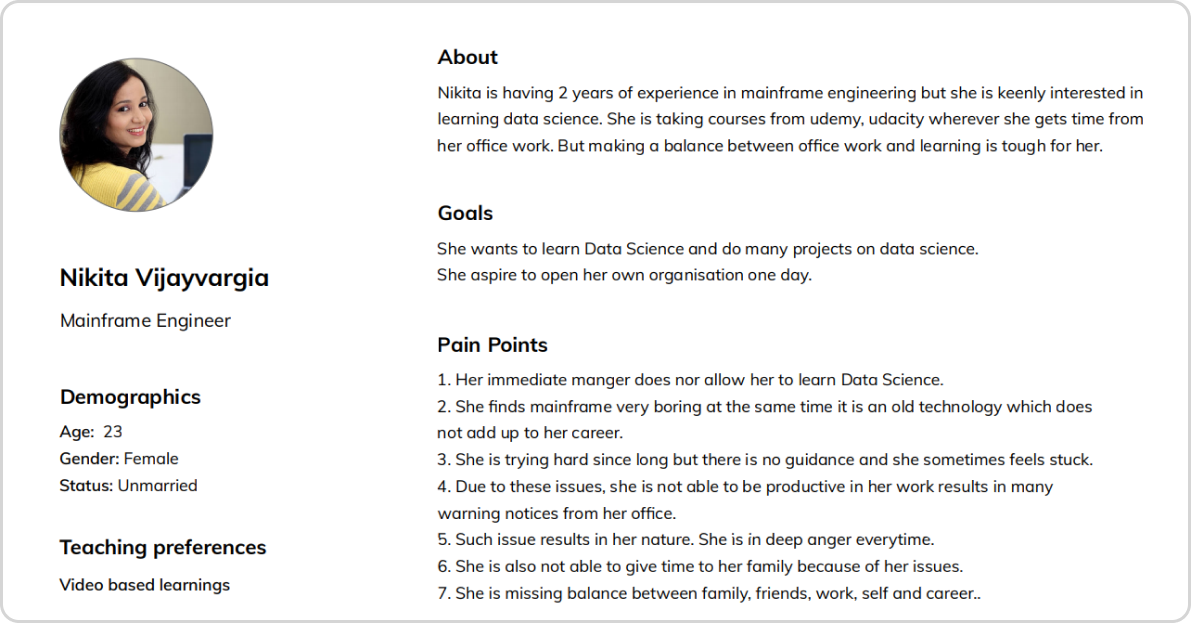 Nikita Vijayvargia
Mainframe Engineer
Demographics
Age: 23
Gender: Female
Status: Unmarried
Teaching preferences
Video based learnings
About
Nikita is having 2 years of experience in mainframe engineering but she is keenly interested in
learning data science. She is taking courses from udemy, udacity wherever she gets time from
her office work. But making a balance between office work and learning is tough for her.
Goals
She wants to learn Data Science and do many projects on data science.
She aspire to open her own organisation one day.
Pain Points
1. Her immediate manger does nor allow her to learn Data Science.
2. She finds mainframe very boring at the same time it is an old technology which does
not add up to her career.
3. She is trying hard since long but there is no guidance and she sometimes feels stuck.
4. Due to these issues, she is not able to be productive in her work results in many
warning notices from her office.
5. Such issue results in her nature. She is in deep anger everytime.
6. She is also not able to give time to her family because of her issues.
7. She is missing balance between family, friends, work, self and career..